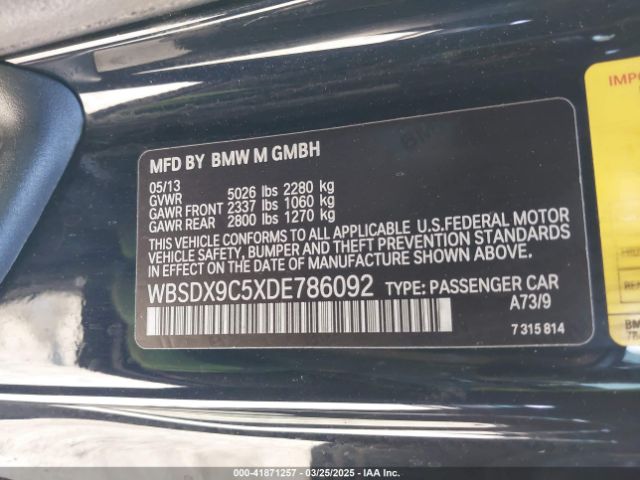 MFD BY BMW M GMBH
05/13
GVWR 5026 lbs 2280 kg
GAWR FRONT 2337 lbs 1060 kg
GAWR REAR 2800 lbs 1270 kg
THIS VEHICLE CONFORMS TO ALL APPLICABLE U.S.FEDERAL MOTOR
VEHICLE SAFETY, BUMPER AND THEFT PREVENTION STANDARDS
IN EFFECT ON THE DATE OF MANUFACTURE SHOWN ABOVE.
WBSDX9C5XDE786092 TYPE: PASSENGER CAR
A73/9
7 315 814
IMPO
BM
00-41871257 — 03/25/2025 — IAA Inc.